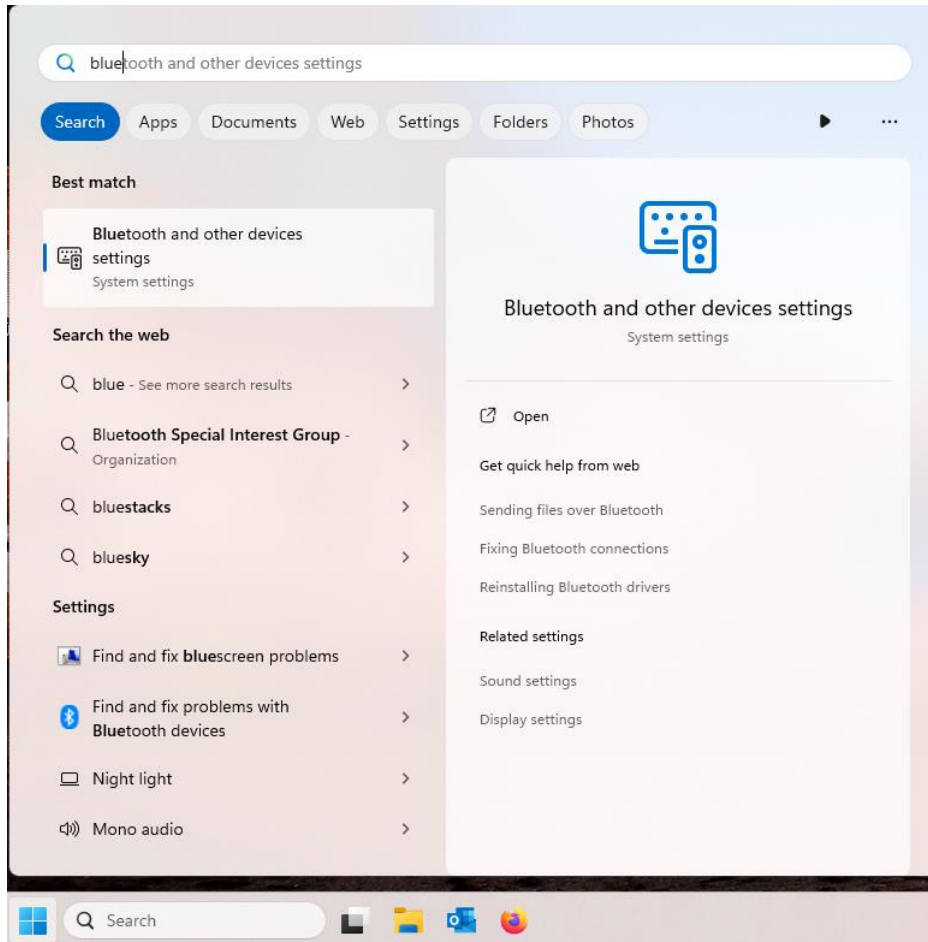 bluetooth and other devices settings
Search Apps Documents Web Settings Folders Photos ...
Best match
Bluetooth and other devices
settings
System settings
Search the web
blue - See more search results
Bluetooth Special Interest Group -
Organization
bluestacks
bluesky
Settings
Find and fix bluescreen problems
Find and fix problems with
Bluetooth devices
Night light
Mono audio
Bluetooth and other devices settings
System settings
Open
Get quick help from web
Sending files over Bluetooth
Fixing Bluetooth connections
Reinstalling Bluetooth drivers
Related settings
Sound settings
Display settings
Search